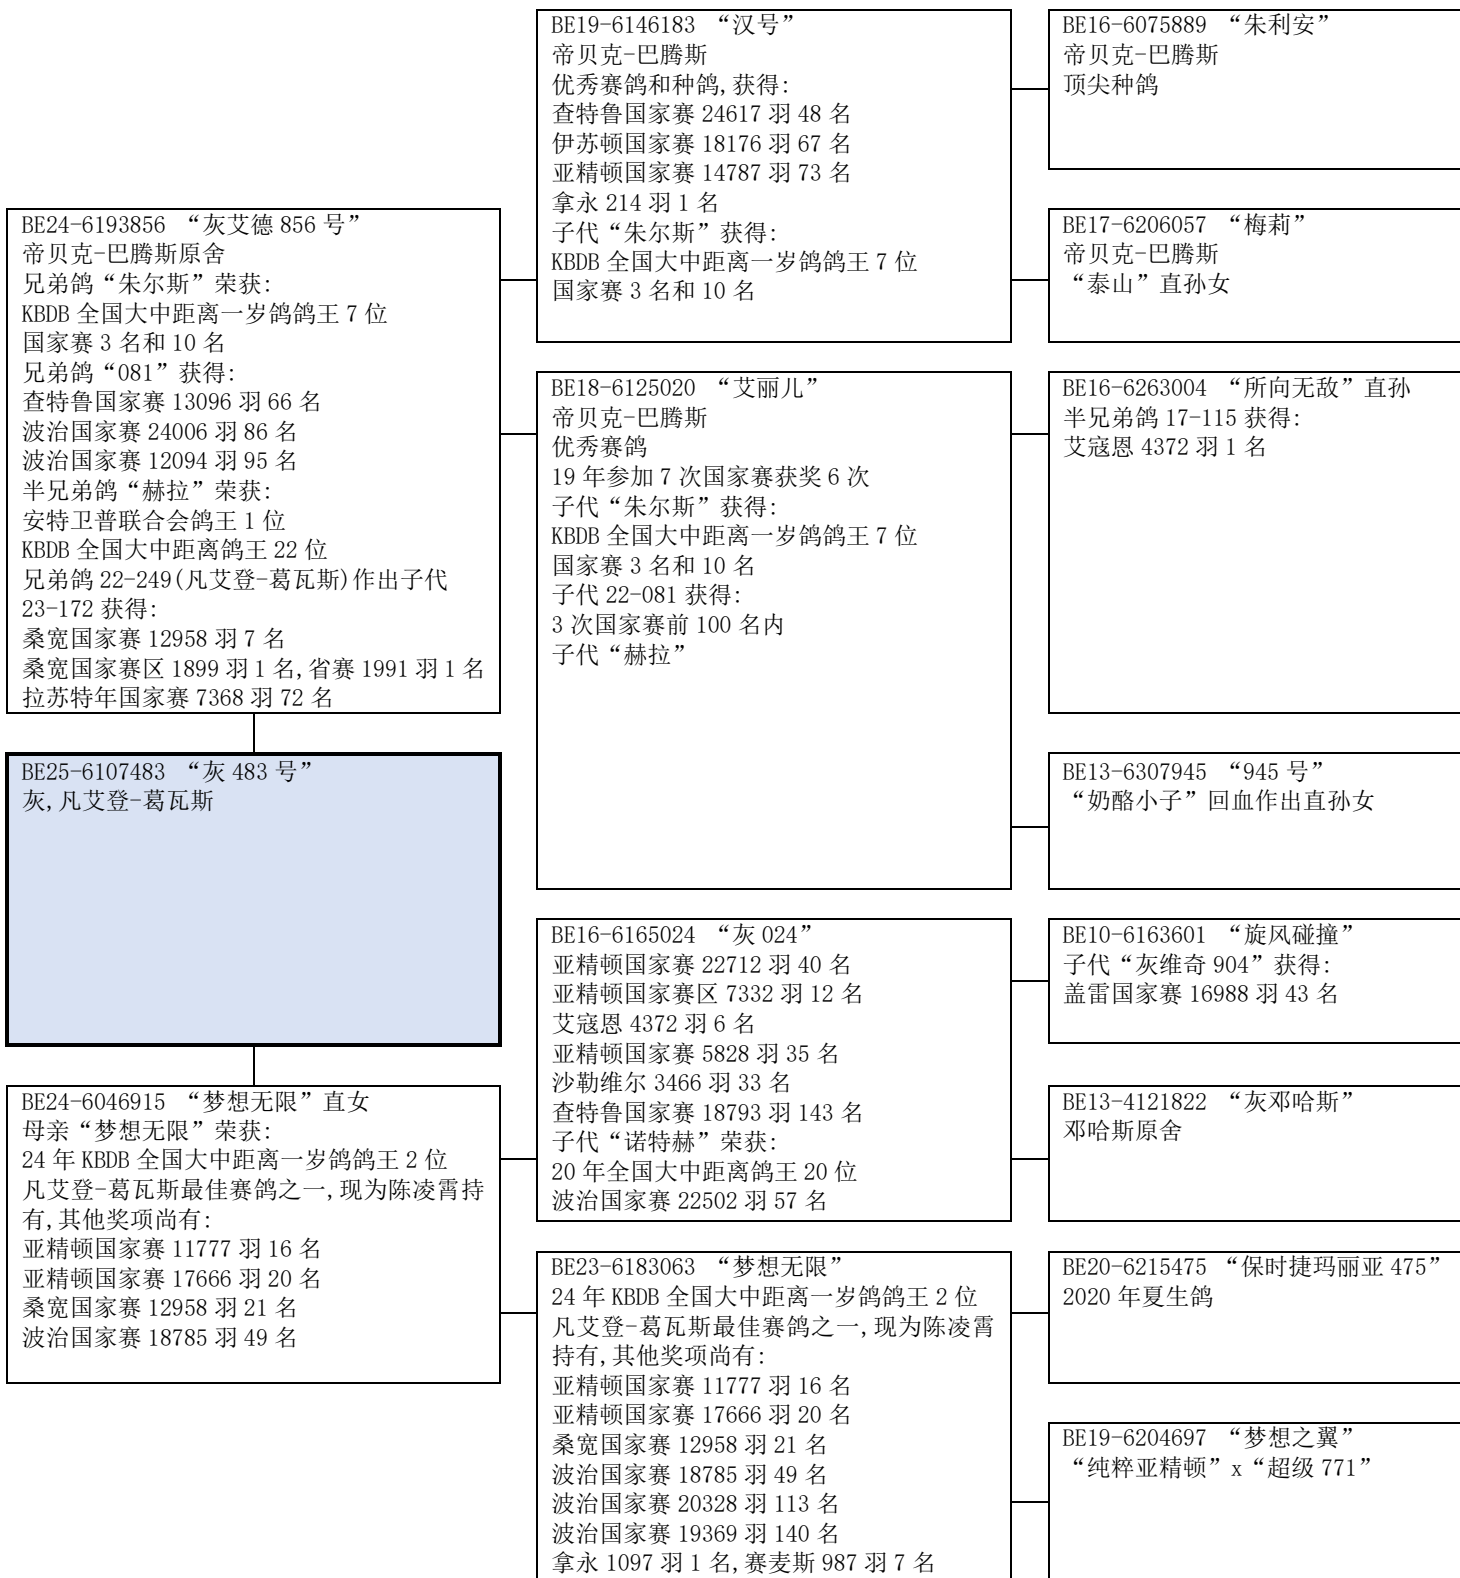 BE24-6193856 “灰艾德 856 号”
帝贝克-巴腾斯原舍
兄弟鸽“朱尔斯”荣获:
KBDB 全国大中距离一岁鸽鸽王 7 位
国家赛 3 名和 10 名
兄弟鸽“081”获得:
查特鲁国家赛 13096 羽 66 名
波治国家赛 24006 羽 86 名
波治国家赛 12094 羽 95 名
半兄弟鸽“赫拉”荣获:
安特卫普联合会鸽王 1 位
KBDB 全国大中距离鸽王 22 位
兄弟鸽 22-249(凡艾登-葛瓦斯)作出子代
23-172 获得:
桑宽国家赛 12958 羽 7 名
桑宽国家赛区 1899 羽 1 名,省赛 1991 羽 1 名
拉苏特年国家赛 7368 羽 72 名
BE25-6107483 “灰 483 号”
灰,凡艾登-葛瓦斯
BE24-6046915 “梦想无限”直女
母亲“梦想无限”荣获:
24 年 KBDB 全国大中距离一岁鸽鸽王 2 位
凡艾登-葛瓦斯最佳赛鸽之一,现为陈凌霄持
有,其他奖项尚有:
亚精顿国家赛 11777 羽 16 名
亚精顿国家赛 17666 羽 20 名
桑宽国家赛 12958 羽 21 名
波治国家赛 18785 羽 49 名
BE19-6146183 “汉号”
帝贝克-巴腾斯
优秀赛鸽和种鸽,获得:
查特鲁国家赛 24617 羽 48 名
伊苏顿国家赛 18176 羽 67 名
亚精顿国家赛 14787 羽 73 名
拿永 214 羽 1 名
子代“朱尔斯”获得:
KBDB 全国大中距离一岁鸽鸽王 7 位
国家赛 3 名和 10 名
BE18-6125020 “艾丽儿”
帝贝克-巴腾斯
优秀赛鸽
19 年参加 7 次国家赛获奖 6 次
子代“朱尔斯”获得:
KBDB 全国大中距离一岁鸽鸽王 7 位
国家赛 3 名和 10 名
子代 22-081 获得:
3 次国家赛前 100 名内
子代“赫拉”
BE16-6165024 “灰 024”
亚精顿国家赛 22712 羽 40 名
亚精顿国家赛区 7332 羽 12 名
艾寇恩 4372 羽 6 名
亚精顿国家赛 5828 羽 35 名
沙勒维尔 3466 羽 33 名
查特鲁国家赛 18793 羽 143 名
子代“诺特赫”荣获:
20 年全国大中距离鸽王 20 位
波治国家赛 22502 羽 57 名
BE23-6183063 “梦想无限”
24 年 KBDB 全国大中距离一岁鸽鸽王 2 位
凡艾登-葛瓦斯最佳赛鸽之一,现为陈凌霄
持有,其他奖项尚有:
亚精顿国家赛 11777 羽 16 名
亚精顿国家赛 17666 羽 20 名
桑宽国家赛 12958 羽 21 名
波治国家赛 18785 羽 49 名
波治国家赛 20328 羽 113 名
波治国家赛 19369 羽 140 名
拿永 1097 羽 1 名,赛麦斯 987 羽 7 名
BE16-6075889 “朱利安”
帝贝克-巴腾斯
顶尖种鸽
BE17-6206057 “梅莉”
帝贝克-巴腾斯
“泰山”直孙女
BE16-6263004 “所向无敌”直孙
半兄弟鸽 17-115 获得:
艾寇恩 4372 羽 1 名
BE13-6307945 “945 号”
“奶酪小子”回血作出直孙女
BE10-6163601 “旋风碰撞”
子代“灰维奇 904”获得:
盖雷国家赛 16988 羽 43 名
BE13-4121822 “灰邓哈斯”
邓哈斯原舍
BE20-6215475 “保时捷玛丽亚 475”
2020 年夏生鸽
BE19-6204697 “梦想之翼”
“纯粹亚精顿”x“超级 771”